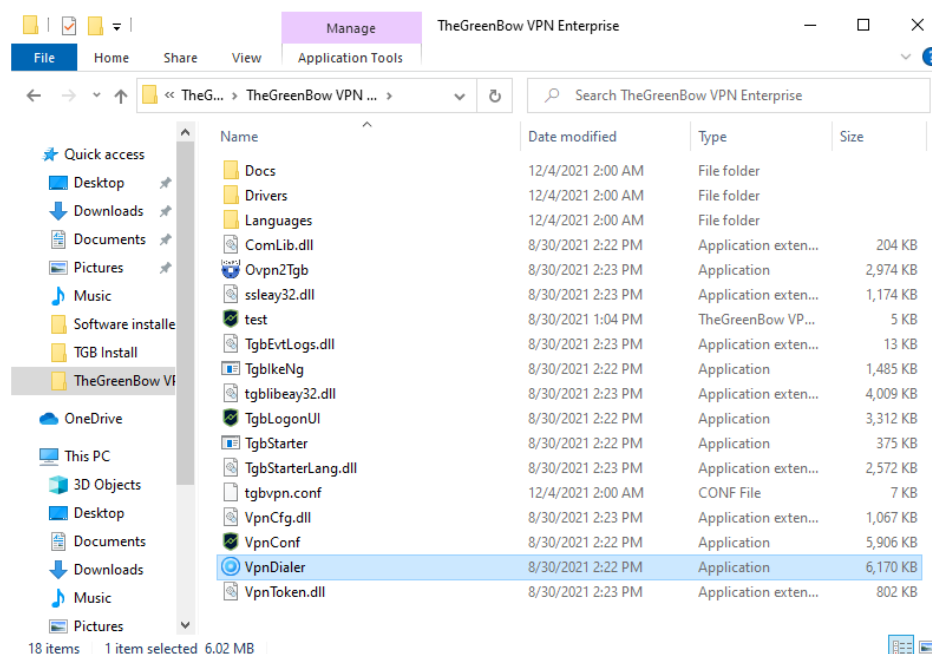 Manage
TheGreenBow VPN Enterprise
File Home Share View Application Tools
« TheG... › TheGreenBow VPN ... ›
Search TheGreenBow VPN Enterprise
Name Date modified Type Size
Quick access
Desktop
Downloads
Documents
Pictures
Music
Software installe
TGB Install
TheGreenBow VP
OneDrive
This PC
3D Objects
Desktop
Documents
Downloads
Music
Pictures
Docs 12/4/2021 2:00 AM File folder
Drivers 12/4/2021 2:00 AM File folder
Languages 12/4/2021 2:00 AM File folder
ComLib.dll 8/30/2021 2:22 PM Application exten... 204 KB
Ovpn2Tgb 8/30/2021 2:23 PM Application 2,974 KB
ssleay32.dll 8/30/2021 2:23 PM Application exten... 1,174 KB
test 8/30/2021 1:04 PM TheGreenBow VP... 5 KB
TgbEvtLogs.dll 8/30/2021 2:23 PM Application exten... 13 KB
TgbIkeNg 8/30/2021 2:22 PM Application 1,485 KB
tgblibeay32.dll 8/30/2021 2:23 PM Application exten... 4,009 KB
TgbLogonUI 8/30/2021 2:22 PM Application 3,312 KB
TgbStarter 8/30/2021 2:22 PM Application 375 KB
TgbStarterLang.dll 8/30/2021 2:23 PM Application exten... 2,572 KB
tgbvpn.conf 12/4/2021 2:00 AM CONF File 7 KB
VpnCfg.dll 8/30/2021 2:23 PM Application exten... 1,067 KB
VpnConf 8/30/2021 2:22 PM Application 5,906 KB
VpnDialer 8/30/2021 2:22 PM Application 6,170 KB
VpnToken.dll 8/30/2021 2:23 PM Application exten... 802 KB
18 items 1 item selected 6.02 MB